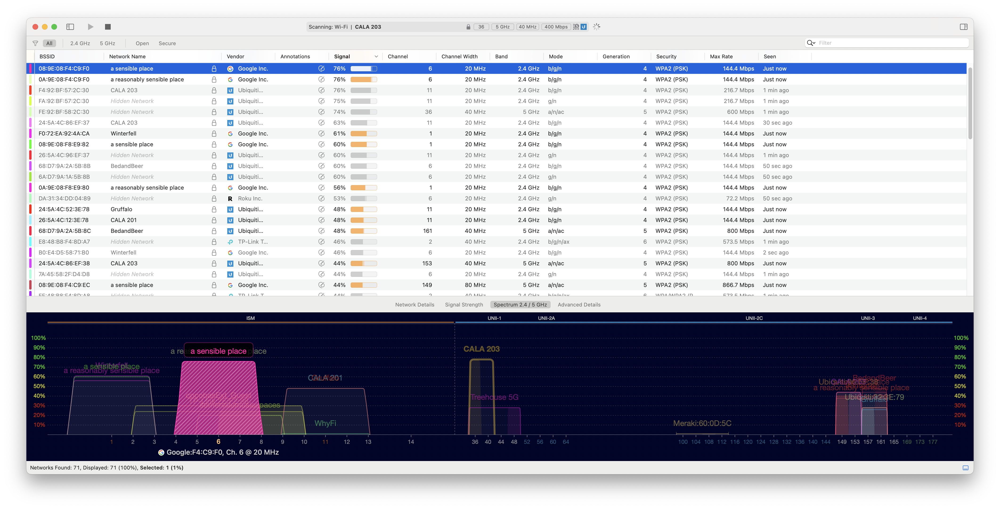 Scanning: Wi-Fi | CALA 203 36 5 GHz 40 MHz 400 Mbps
All 2.4 GHz 5 GHz Open Secure Filter
BSSID Network Name Vendor Annotations Signal Channel Channel Width Band Mode Generation Security Max Rate Seen
08:9E:08:F4:C9:F0 a sensible place Google Inc. 76% 6 20 MHz 2.4 GHz b/g/n 4 WPA2 (PSK) 144.4 Mbps Just now
0A:9E:08:F4:C9:F0 a reasonably sensible place Google Inc. 76% 6 20 MHz 2.4 GHz b/g/n 4 WPA2 (PSK) 144.4 Mbps Just now
F4:92:BF:57:2C:30 CALA 203 Ubiquiti... 76% 11 20 MHz 2.4 GHz b/g/n 4 WPA2 (PSK) 216.7 Mbps 1 min ago
FA:92:BF:57:2C:30 Hidden Network Ubiquiti... 75% 11 20 MHz 2.4 GHz g/n 4 WPA2 (PSK) 216.7 Mbps 1 min ago
FE:92:BF:58:2C:30 Hidden Network Ubiquiti... 74% 36 40 MHz 5 GHz a/n/ac 5 WPA2 (PSK) 600 Mbps 1 min ago
24:5A:4C:86:EF:37 CALA 203 Ubiquiti... 63% 11 20 MHz 2.4 GHz b/g/n 4 WPA2 (PSK) 144.4 Mbps 30 sec ago
F0:72:EA:92:4A:CA Winterfell Google Inc. 61% 1 20 MHz 2.4 GHz b/g/n 4 WPA2 (PSK) 144.4 Mbps Just now
08:9E:08:F8:E9:82 a sensible place Google Inc. 60% 1 20 MHz 2.4 GHz b/g/n 4 WPA2 (PSK) 144.4 Mbps Just now
26:5A:4C:96:EF:37 Hidden Network Ubiquiti... 60% 11 20 MHz 2.4 GHz g/n 4 WPA2 (PSK) 144.4 Mbps 1 min ago
68:D7:9A:2A:5B:8B BedandBeer Ubiquiti... 60% 6 20 MHz 2.4 GHz b/g/n 4 WPA2 (PSK) 144.4 Mbps 50 sec ago
6A:D7:9A:1A:5B:8B Hidden Network Ubiquiti... 60% 6 20 MHz 2.4 GHz g/n 4 WPA2 (PSK) 144.4 Mbps 50 sec ago
0A:9E:08:F8:E9:80 a reasonably sensible place Google Inc. 56% 1 20 MHz 2.4 GHz b/g/n 4 WPA2 (PSK) 144.4 Mbps Just now
DA:31:34:DD:04:89 Hidden Network Roku Inc. 53% 6 20 MHz 2.4 GHz g/n 4 WPA2 (PSK) 72.2 Mbps 50 sec ago
24:5A:4C:52:3E:78 Gruffalo Ubiquiti... 48% 11 20 MHz 2.4 GHz b/g/n 4 WPA2 (PSK) 144.4 Mbps Just now
26:5A:4C:12:3E:78 CALA 201 Ubiquiti... 48% 11 20 MHz 2.4 GHz b/g/n 4 WPA2 (PSK) 144.4 Mbps Just now
68:D7:9A:2A:5B:8C BedandBeer Ubiquiti... 48% 161 40 MHz 5 GHz a/n/ac 5 WPA2 (PSK) 800 Mbps Just now
E8:48:B8:F4:8D:A7 Hidden Network TP-Link T... 46% 2 40 MHz 2.4 GHz b/g/n/ax 6 WPA2 (PSK) 573.5 Mbps 1 min ago
B0:E4:D5:58:71:B0 Winterfell Google Inc. 46% 6 20 MHz 2.4 GHz b/g/n 4 WPA2 (PSK) 144.4 Mbps 2 sec ago
24:5A:4C:86:EF:38 CALA 203 Ubiquiti... 44% 153 40 MHz 5 GHz a/n/ac 5 WPA2 (PSK) 800 Mbps Just now
7A:45:58:2F:D4:D8 Hidden Network Ubiquiti... 44% 6 20 MHz 2.4 GHz g/n 4 WPA2 (PSK) 144.4 Mbps 1 min ago
08:9E:08:F4:C9:EC a sensible place Google Inc. 44% 149 80 MHz 5 GHz a/n/ac 5 WPA2 (PSK) 866.7 Mbps Just now
Network Details Signal Strength Spectrum 2.4 / 5 GHz Advanced Details
ISM UNII-1 UNII-2A UNII-2C UNII-3 UNII-4
100% 100%
90% CALA 203 90%
a sensible place
80% 80%
a sensible place
70% 70%
a reasonably sensible place
60% CALA 201 BedandBeer 60%
50% a reasonably sensible place 50%
40% Treehouse 5G 40%
30% 30%
20% 20%
10% WhyFi Meraki:60:0D:5C 10%
1 2 3 4 5 6 7 8 9 10 11 12 13 14 36 40 44 48 52 56 60 64 100 104 108 112 116 120 124 128 132 136 140 144 149 153 157 161 165 169 173 177
Google:F4:C9:F0, Ch. 6 @ 20 MHz
Networks Found: 71, Displayed: 71 (100%), Selected: 1 (1%)